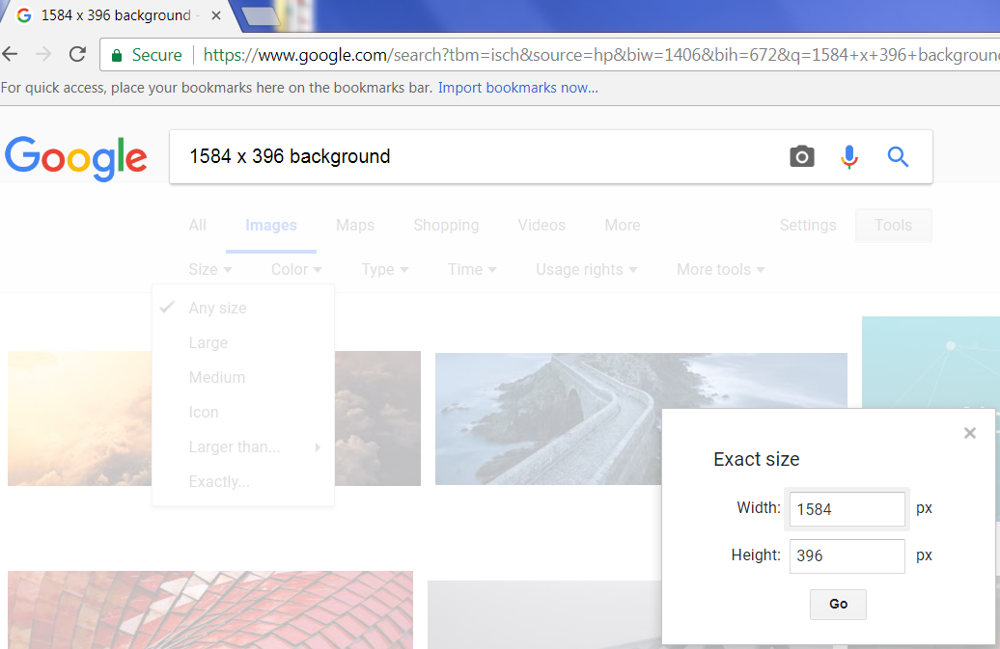 1584 x 396 background -
Secure
https://www.google.com/search?tbm=isch&source=hp&biw=1406&bih=672&q=1584+x+396+background
For quick access, place your bookmarks here on the bookmarks bar. Import bookmarks now...
Google
1584 x 396 background
All Images Maps Shopping Videos More Settings Tools
Size Color Type Time Usage rights More tools
Any size
Large
Medium
Icon
Larger than...
Exactly...
Exact size
Width: 1584 px
Height: 396 px
Go